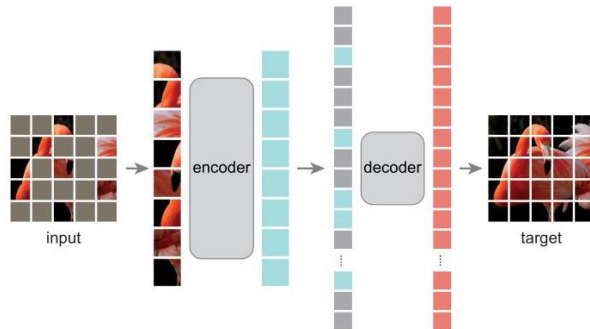 input
encoder
decoder
target